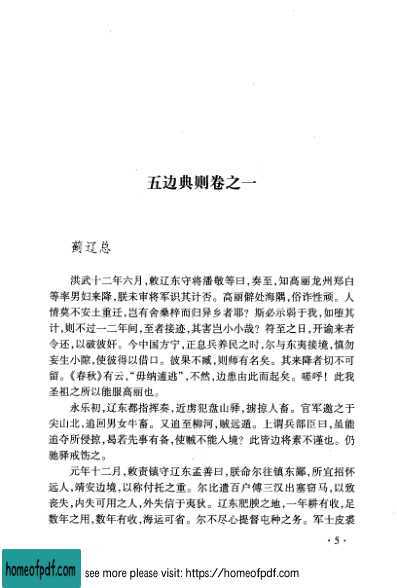 五边典则卷之一
蓟辽总
洪武十二年六月，敕辽东守将潘敬等曰，奏至，知高丽龙州郑白
等率男妇来降，朕未审将军识其计否。高丽僻处海隅，俗诈性顽。人
情莫不安土重迁，岂有舍桑梓而归异乡者耶？斯必示弱于我，如堕其
计，则不过一二年间，至者接迹，其害岂小小哉？符至之日，开谕来者
令还，以破彼奸。今中国方宁，正息兵养民之时，尔与东夷接境，慎勿
妄生小隙，使彼得以借口。彼果不臧，则师有名矣。其来降者切不可
留。《春秋》有云，“毋纳逋逃”，不然，边患由此而起矣。嗟呼！此我
圣祖之所以能服高丽也。
永乐初，辽东都指挥奏，近虏犯盘山驿，掳掠人畜。官军邀之于
尖山北，追回男女牛畜。又追至柳河，贼远遁。上谓兵部臣曰，虽能
追夺所侵掠，曷若先事有备，使贼不能入境？此皆边将素不谨也。仍
驰驿戒饬之。
元年十二月，敕责镇守辽东孟善曰，朕命尔往镇东鄙，所宜招怀
远人，靖安边境，以称付托之重。尔比遣百户傅三汉出塞窃马，以致
丧失，内失可用之人，外失信于夷狄。辽东肥腴之地，一年耕有收，足
数年之用，数年有收，海运可省。尔不尽心提督屯种之务。军士皮裘
·5·
homeofpdf.com
see more please visit: https://homeofpdf.com